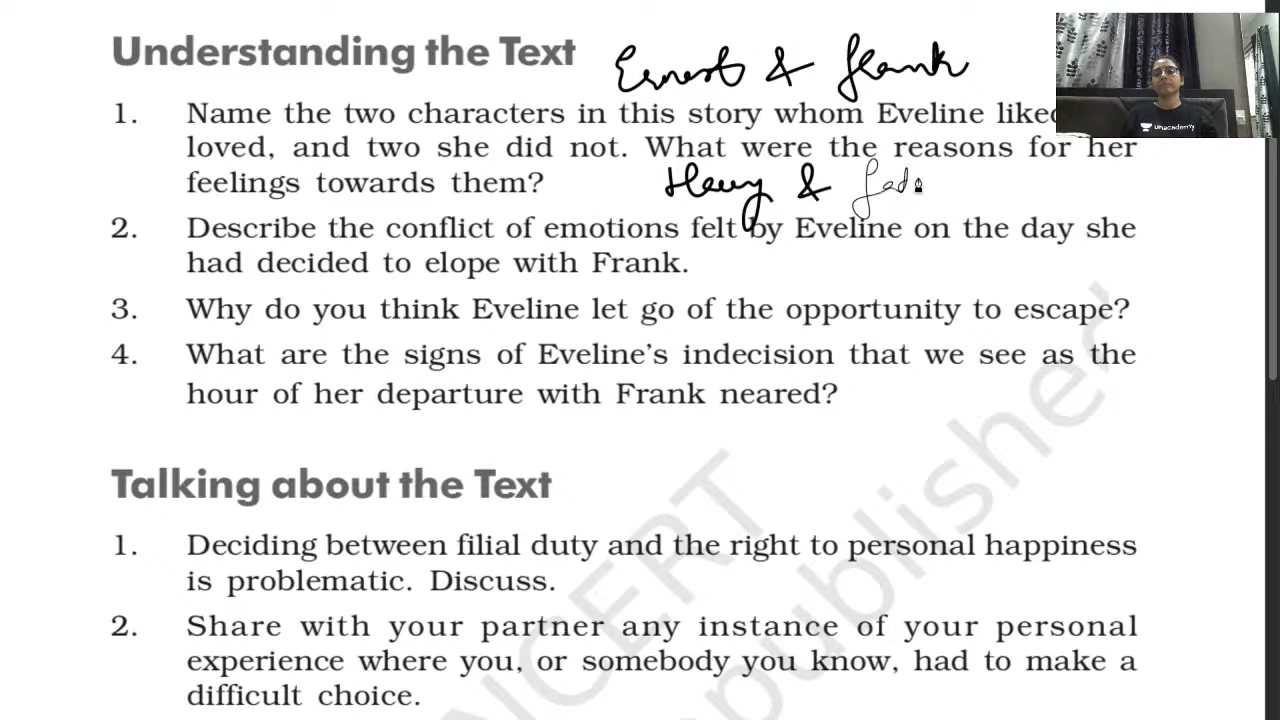 Understanding the Text
Ernest & Frank
1. Name the two characters in this story whom Eveline liked
loved, and two she did not. What were the reasons for her
feelings towards them?
Harry &
2. Describe the conflict of emotions felt by Eveline on the day she
had decided to elope with Frank.
3. Why do you think Eveline let go of the opportunity to escape?
4. What are the signs of Eveline's indecision that we see as the
hour of her departure with Frank neared?
Talking about the Text
1. Deciding between filial duty and the right to personal happiness
is problematic. Discuss.
2. Share with your partner any instance of your personal
experience where you, or somebody you know, had to make a
difficult choice.
NCERT
unacademy